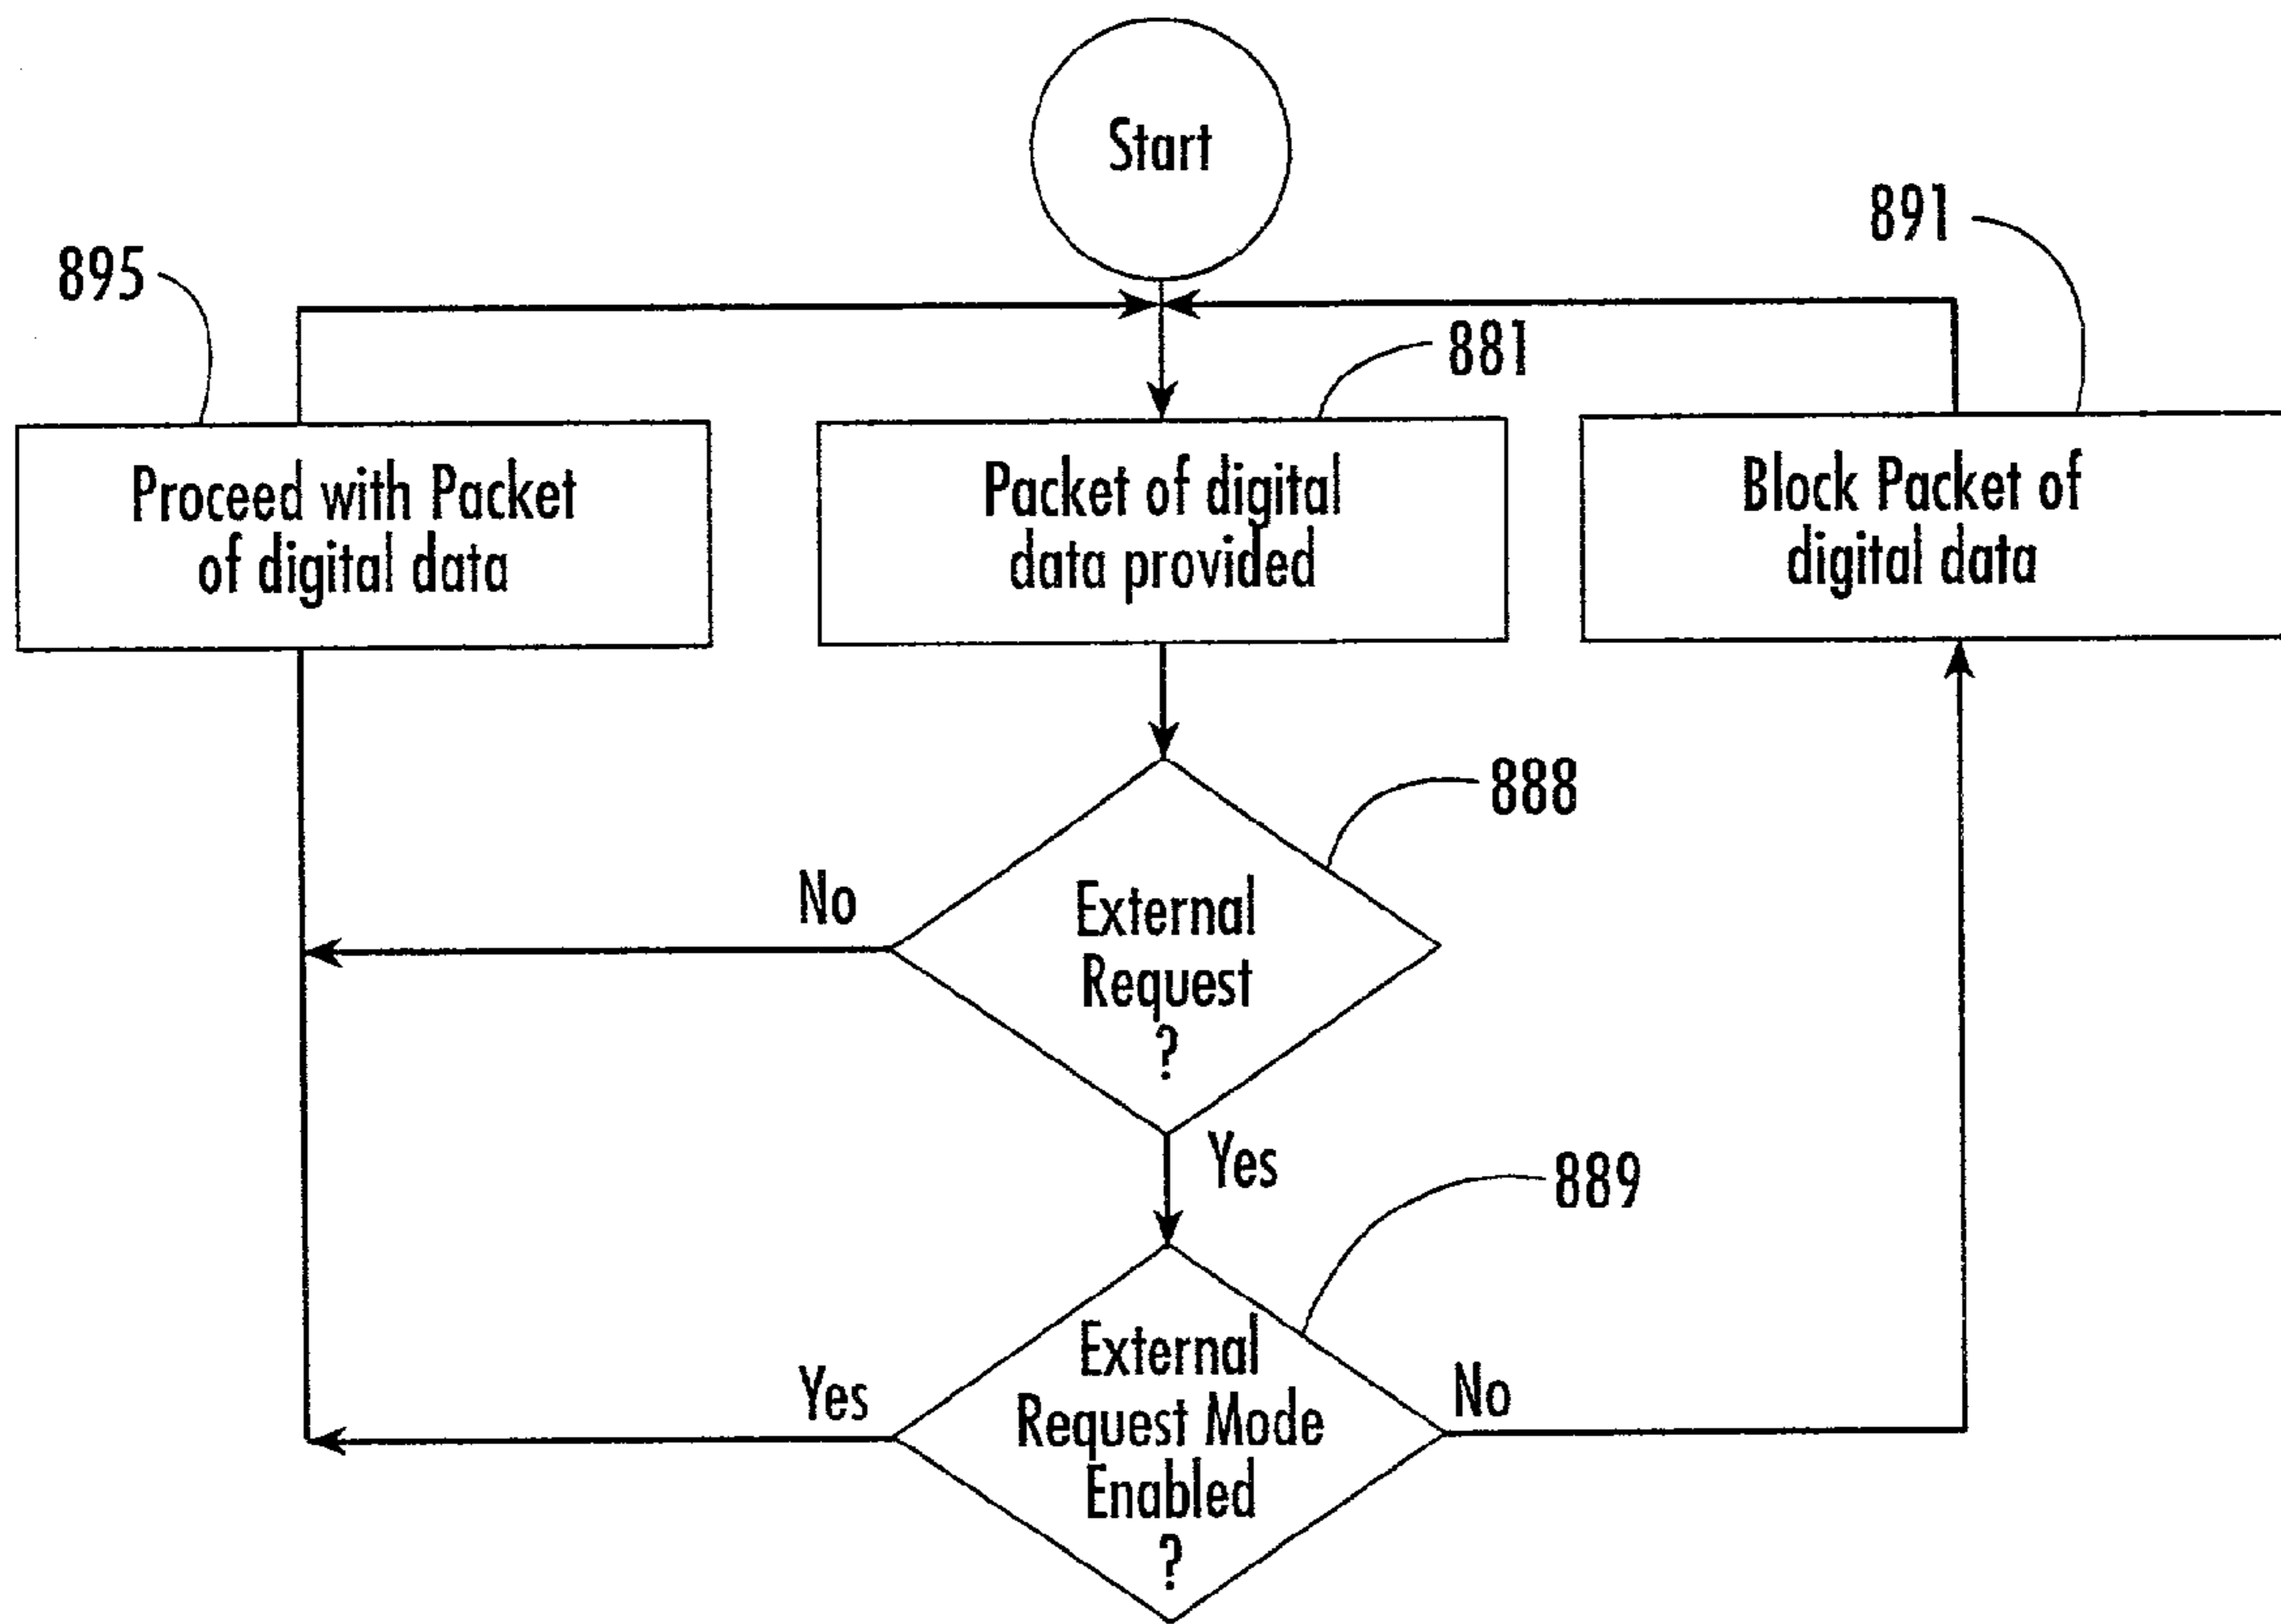 Start
895
891
881
Proceed with Packet
of digital data
Packet of digital
data provided
Block Packet of
digital data
888
No
External
Request
?
Yes
889
Yes
External
Request Mode
Enabled
?
No